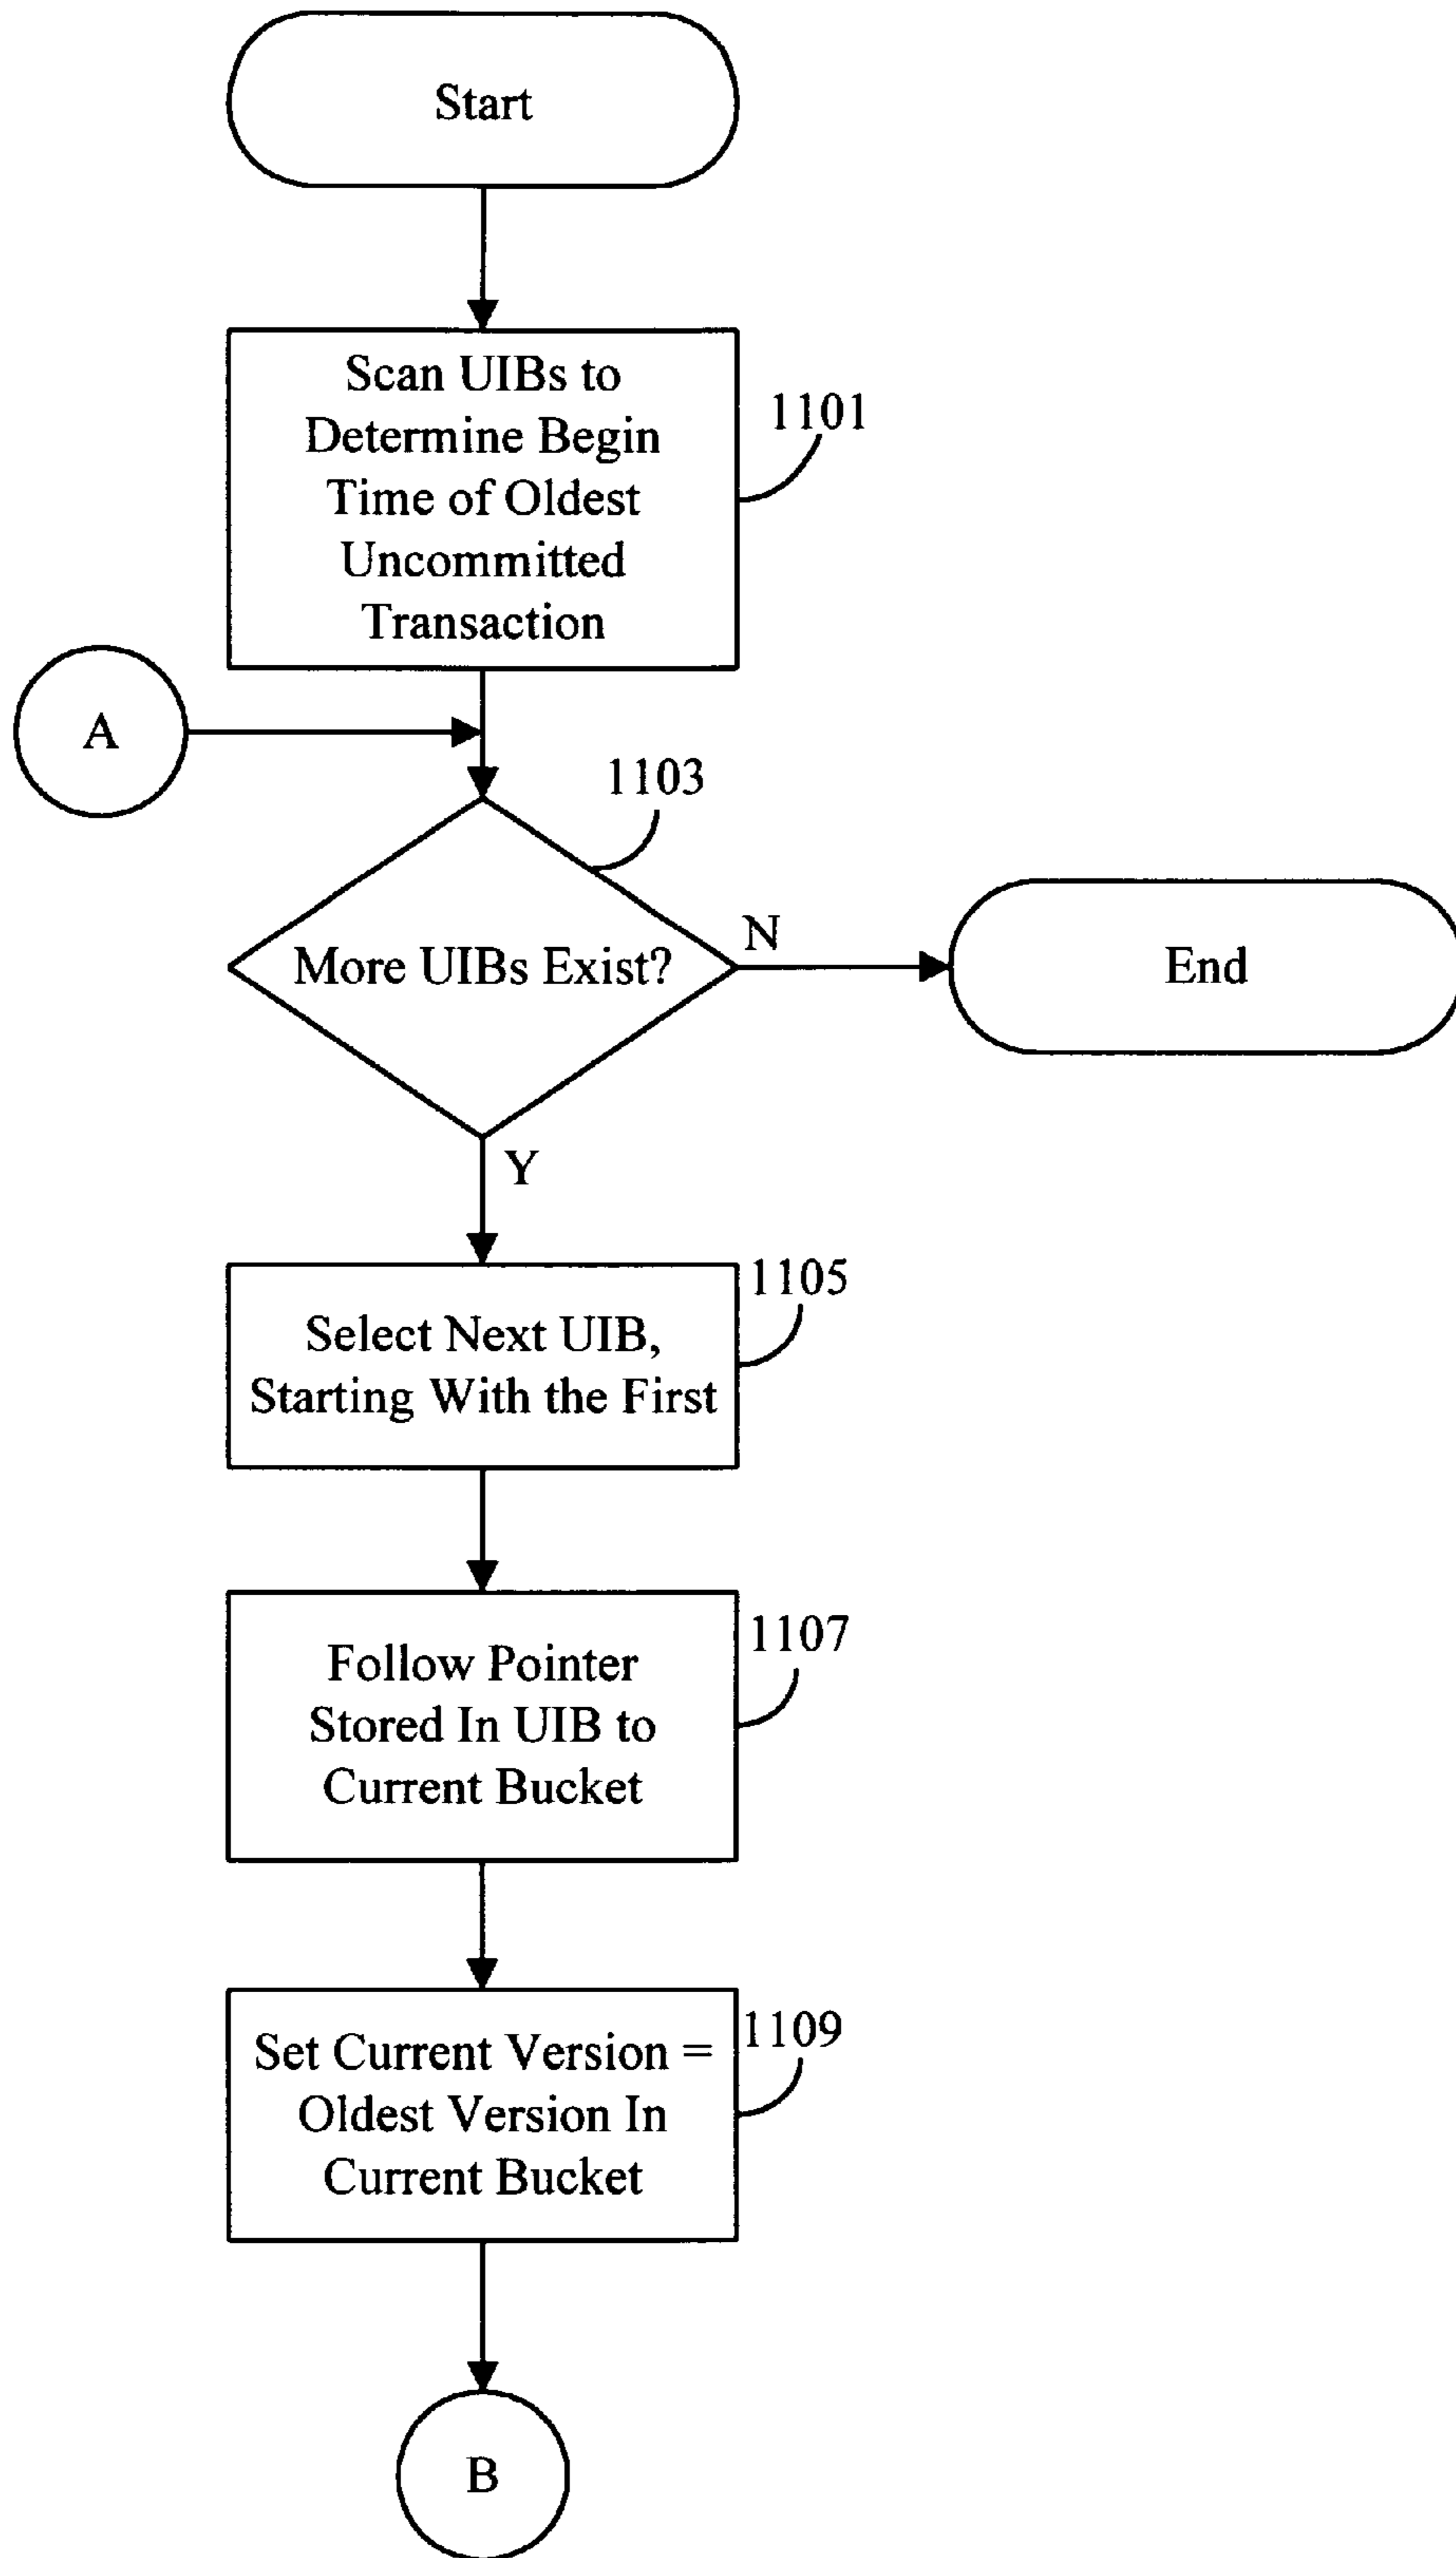 Start
Scan UIBs to
Determine Begin
Time of Oldest
Uncommitted
Transaction
1101
A
1103
More UIBs Exist?
N
End
Y
1105
Select Next UIB,
Starting With the First
1107
Follow Pointer
Stored In UIB to
Current Bucket
1109
Set Current Version =
Oldest Version In
Current Bucket
B